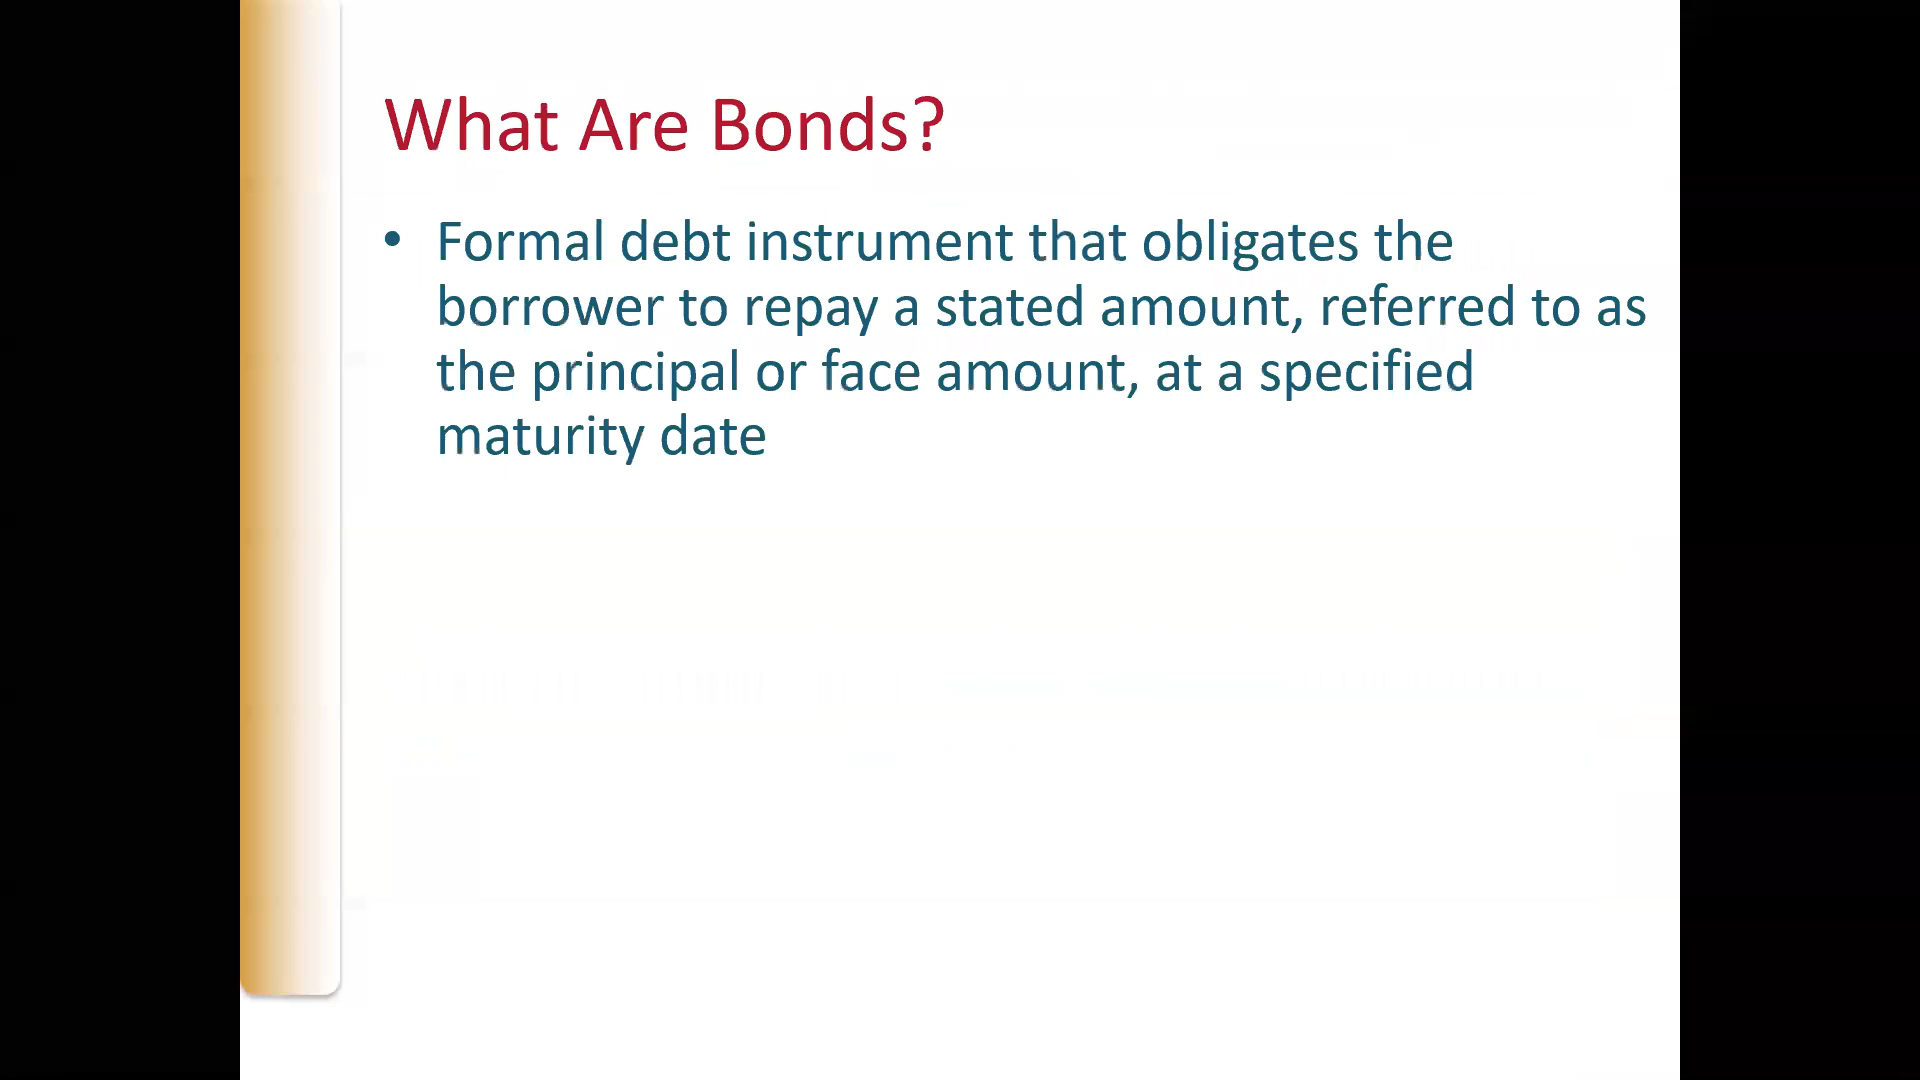 What Are Bonds?
• Formal debt instrument that obligates the
borrower to repay a stated amount, referred to as
the principal or face amount, at a specified
maturity date